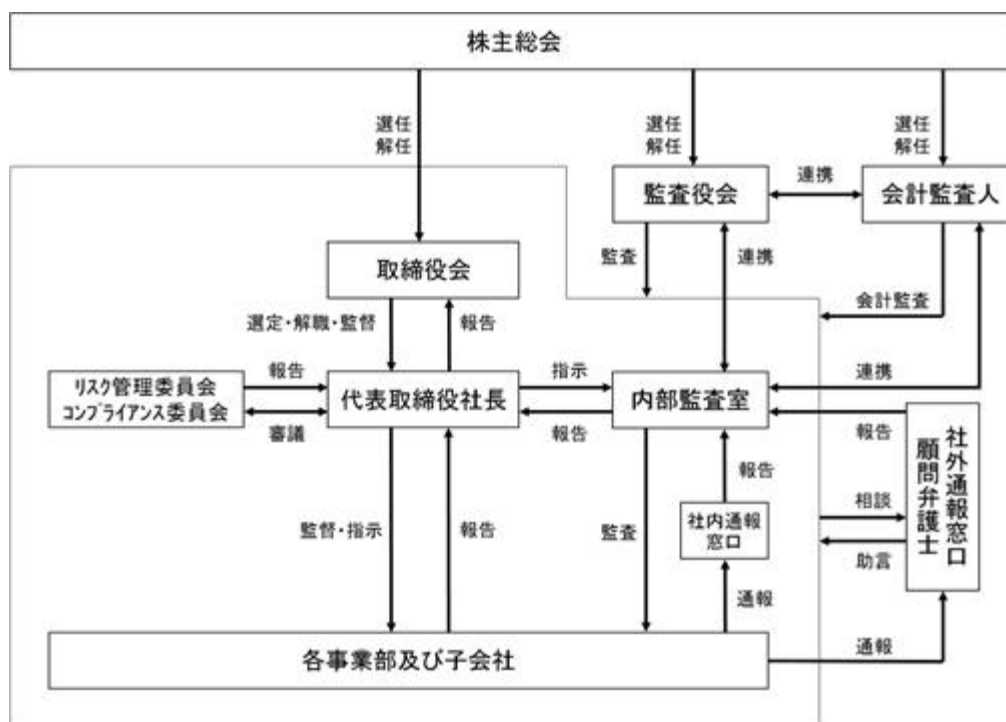 株主総会
選任
解任
選任
解任
選任
解任
監査役会
連携
会計監査人
取締役会
監査
連携
会計監査
選定・解職・監督
報告
リスク管理委員会
コンプライアンス委員会
報告
審議
代表取締役社長
指示
報告
内部監査室
連携
報告
社外通報窓口
顧問弁護士
報告
社内通報
窓口
相談
助言
監督・指示
報告
監査
通報
各事業部及び子会社
通報